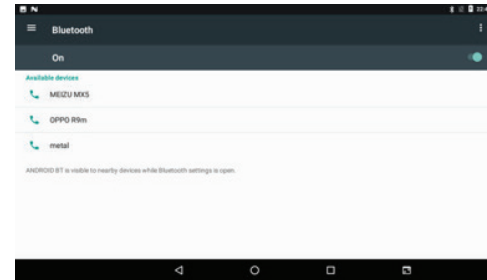 Bluetooth
On
Available devices
MEIZU MX5
OPPO R9m
metal
ANDROID BT is visible to nearby devices while Bluetooth settings is open.